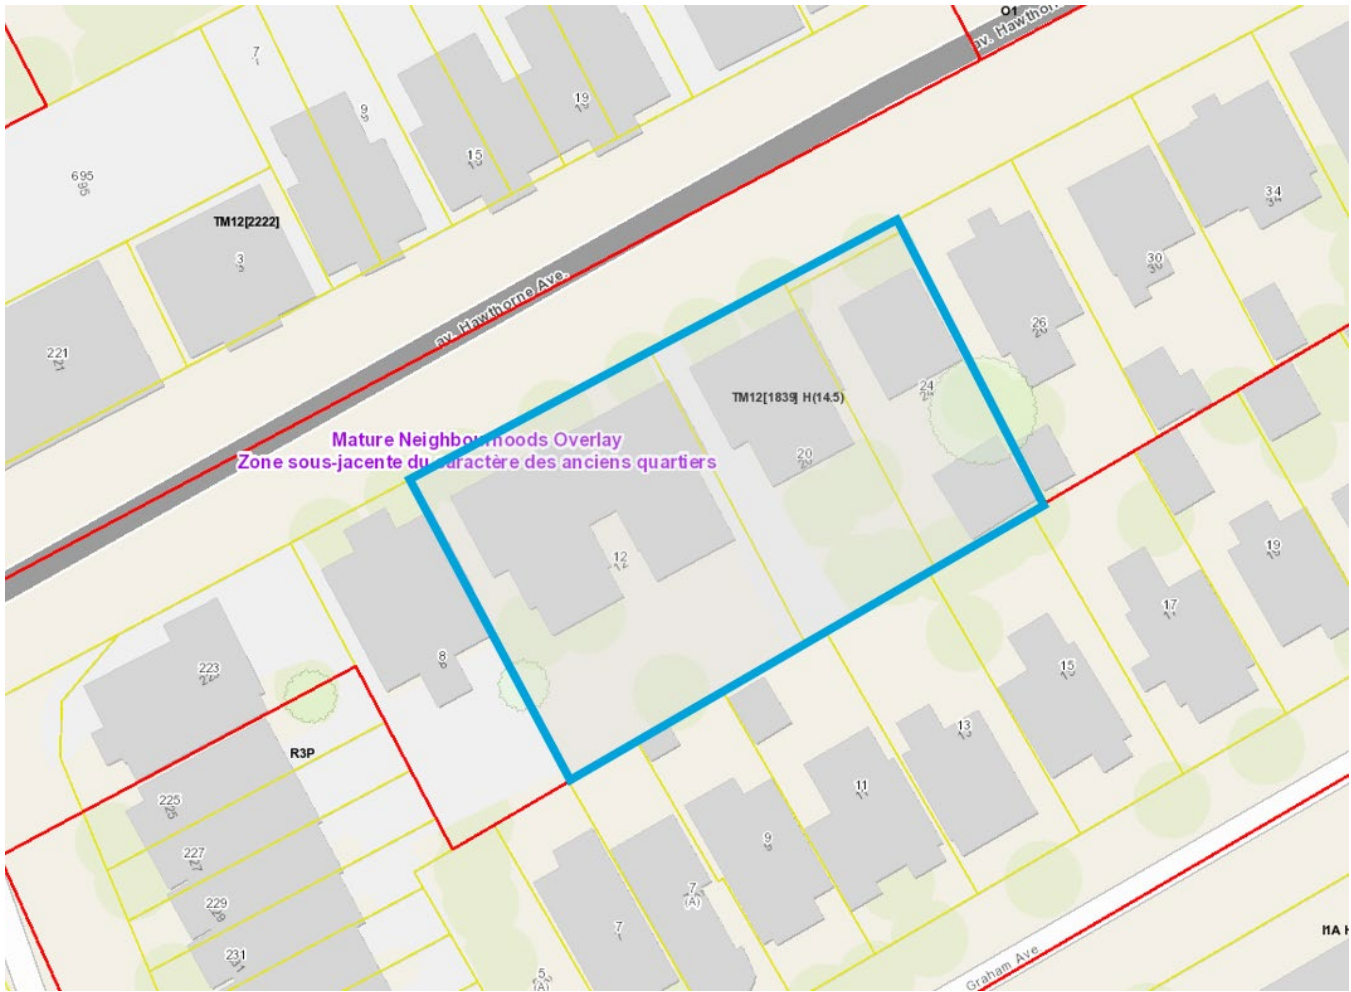 O1
av. Hawthorn
7
9
19
15
695
TM12[2222]
3
34
30
av. Hawthorne Ave.
26
221
24
TM12[1839] H(14.5)
Mature Neighbourhoods Overlay
20
Zone sous-jacente du caractère des anciens quartiers
19
12
17
8
223
15
13
R3P
11
225
9
227
7
(A)
229
7
I1A H
231
Graham Ave
5
(A)